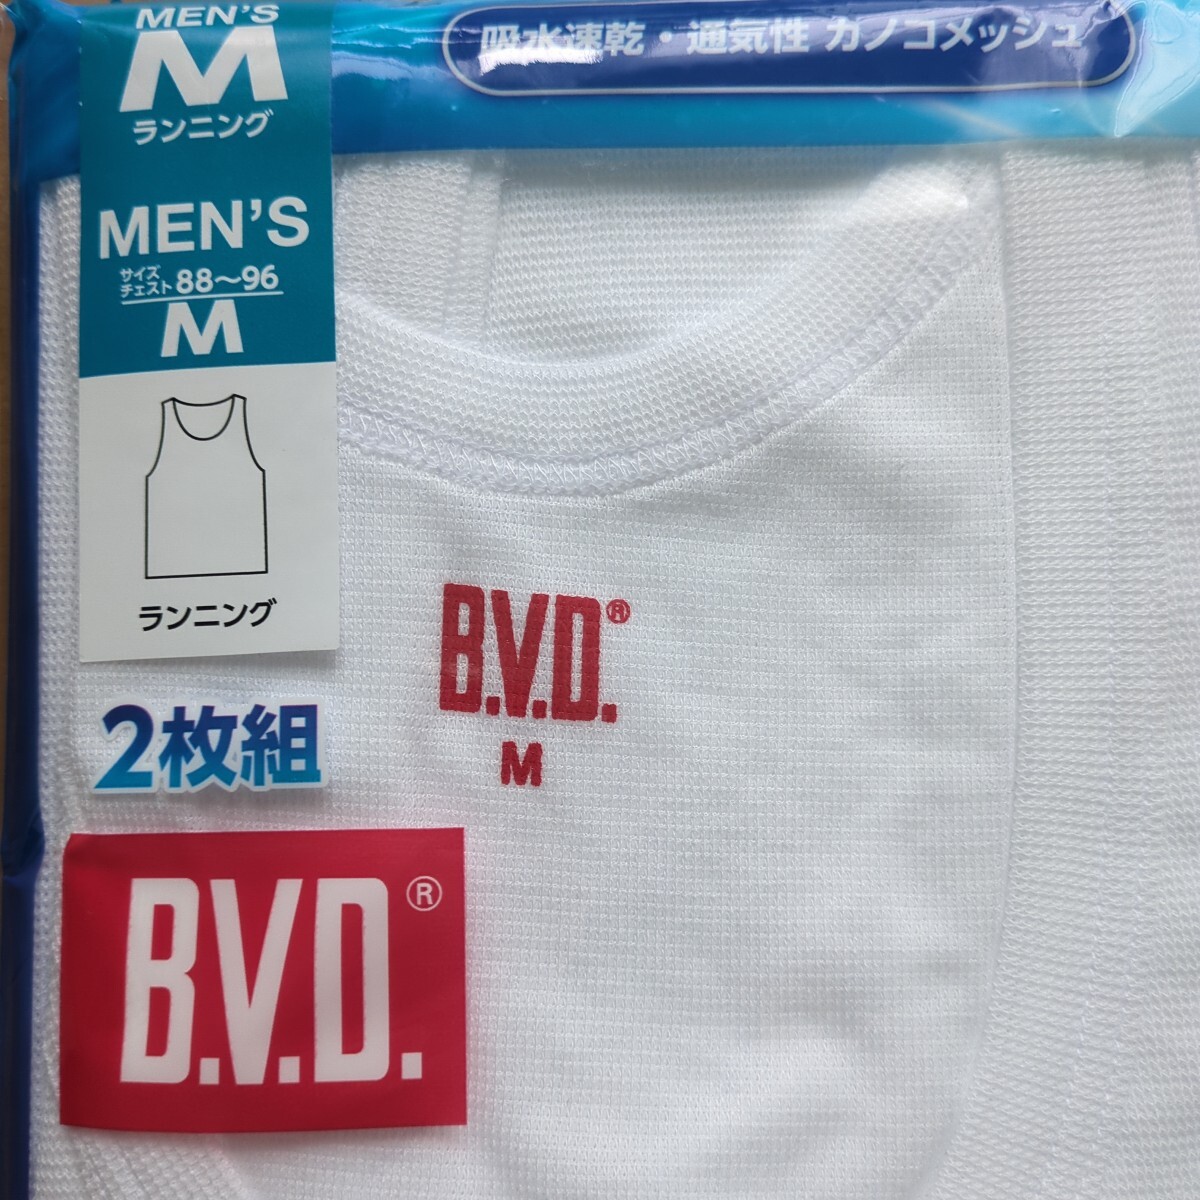 MEN'S
M
ランニング
吸水速乾・通気性 カノコメッシュ
MEN'S
サイズ
チェスト 88〜96
M
ランニング
2枚組
B.V.D.®
M
B.V.D.®